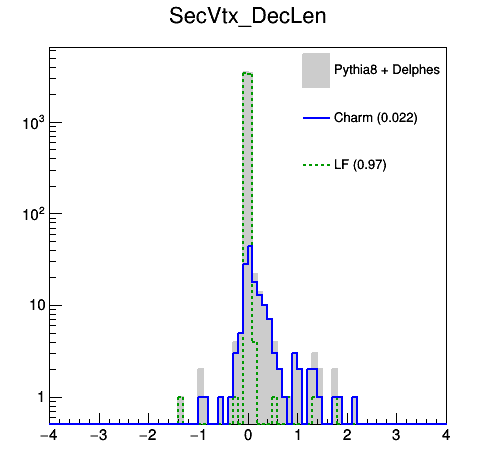 SecVtx_DecLen
Pythia8 + Delphes
Charm (0.022)
LF (0.97)
10³
10²
10
1
−4 −3 −2 −1 0 1 2 3 4